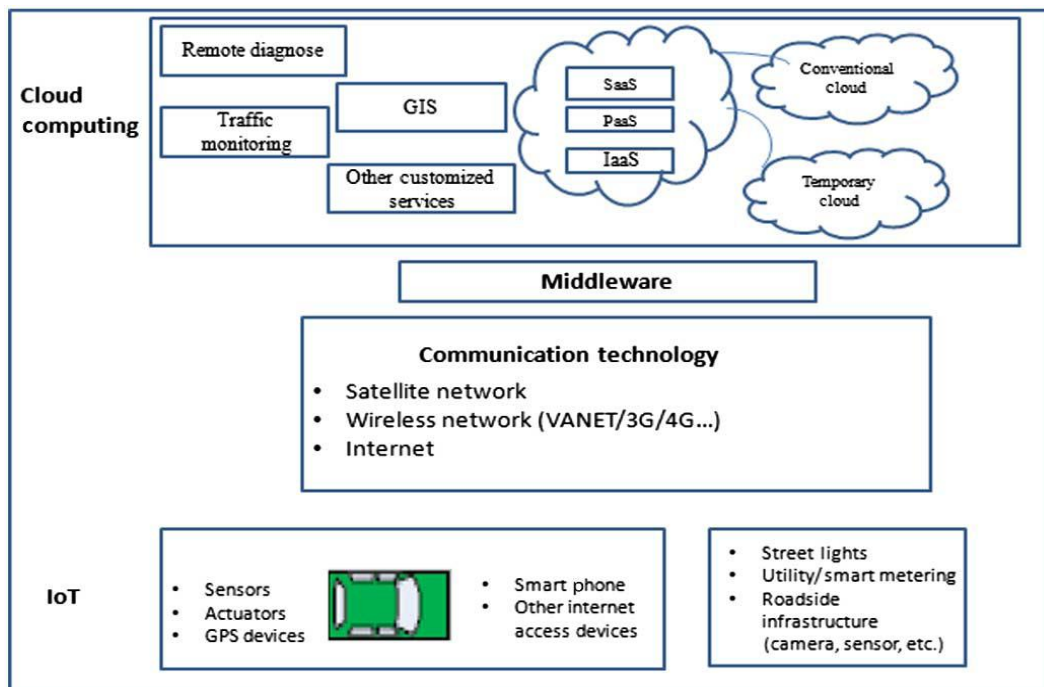 Cloud
computing
Remote diagnose
Traffic
monitoring
GIS
Other customized
services
SaaS
PaaS
IaaS
Conventional
cloud
Temporary
cloud
Middleware
Communication technology
• Satellite network
• Wireless network (VANET/3G/4G...)
• Internet
IoT
• Sensors
• Actuators
• GPS devices
• Smart phone
• Other internet
access devices
• Street lights
• Utility/smart metering
• Roadside
infrastructure
(camera, sensor, etc.)